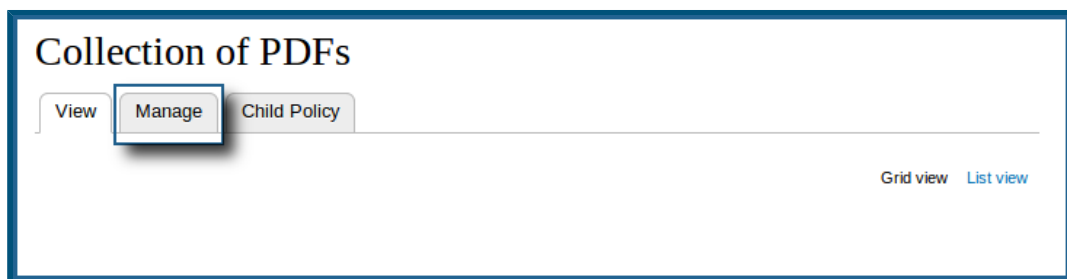 Collection of PDFs
View Manage Child Policy
Grid view List view